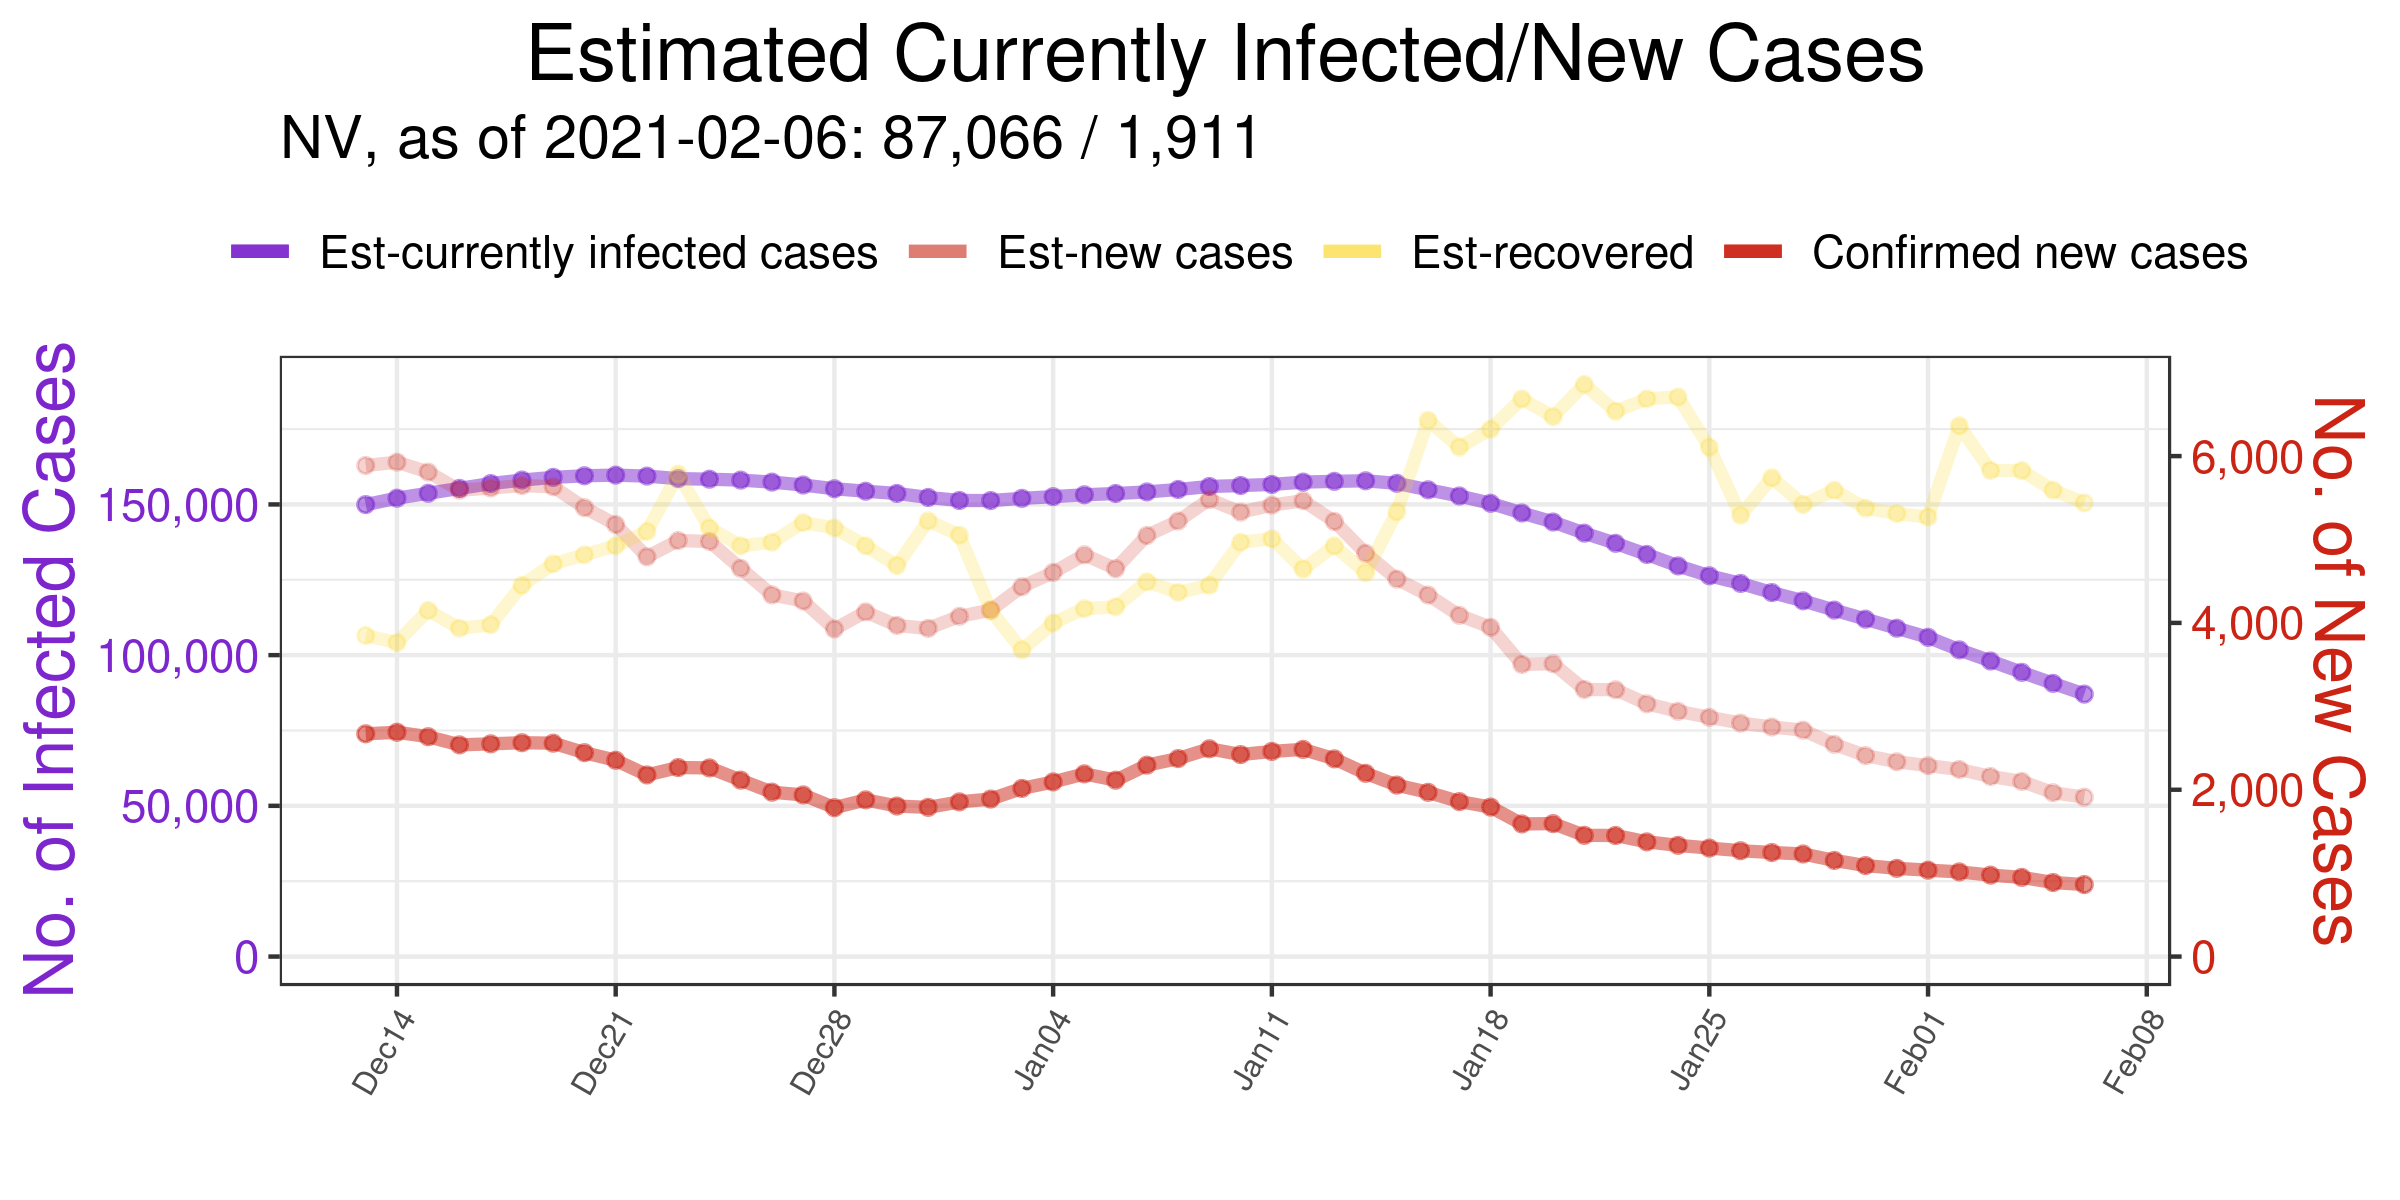 Estimated Currently Infected/New Cases
NV, as of 2021-02-06: 87,066 / 1,911
Est-currently infected cases Est-new cases Est-recovered Confirmed new cases
No. of Infected Cases
150,000
100,000
50,000
0
6,000
4,000
2,000
0
No. of New Cases
Dec14 Dec21 Dec28 Jan04 Jan11 Jan18 Jan25 Feb01 Feb08